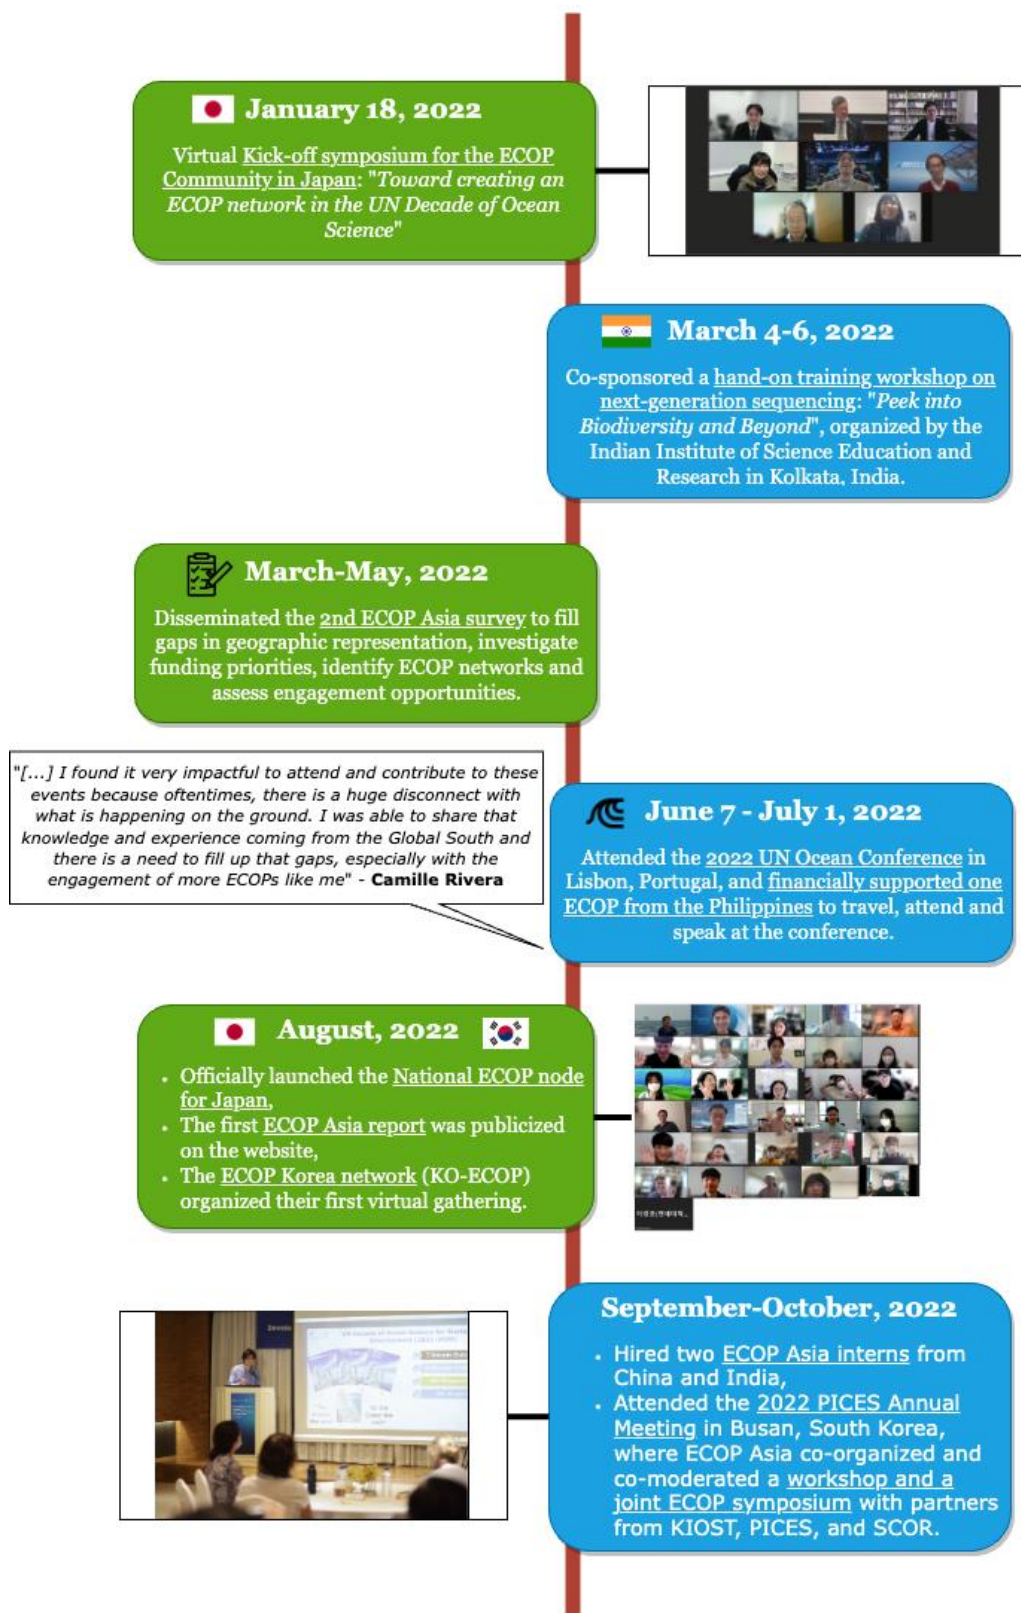 January 18, 2022
Virtual Kick-off symposium for the ECOP
Community in Japan: "Toward creating an
ECOP network in the UN Decade of Ocean
Science"
March 4-6, 2022
Co-sponsored a hand-on training workshop on
next-generation sequencing: "Peek into
Biodiversity and Beyond", organized by the
Indian Institute of Science Education and
Research in Kolkata, India.
March-May, 2022
Disseminated the 2nd ECOP Asia survey to fill
gaps in geographic representation, investigate
funding priorities, identify ECOP networks and
assess engagement opportunities.
"[...] I found it very impactful to attend and contribute to these
events because oftentimes, there is a huge disconnect with
what is happening on the ground. I was able to share that
knowledge and experience coming from the Global South and
there is a need to fill up that gaps, especially with the
engagement of more ECOPs like me" - Camille Rivera
June 7 - July 1, 2022
Attended the 2022 UN Ocean Conference in
Lisbon, Portugal, and financially supported one
ECOP from the Philippines to travel, attend and
speak at the conference.
August, 2022
• Officially launched the National ECOP node
for Japan,
• The first ECOP Asia report was publicized
on the website,
• The ECOP Korea network (KO-ECOP)
organized their first virtual gathering.
September-October, 2022
• Hired two ECOP Asia interns from
China and India,
• Attended the 2022 PICES Annual
Meeting in Busan, South Korea,
where ECOP Asia co-organized and
co-moderated a workshop and a
joint ECOP symposium with partners
from KIOST, PICES, and SCOR.